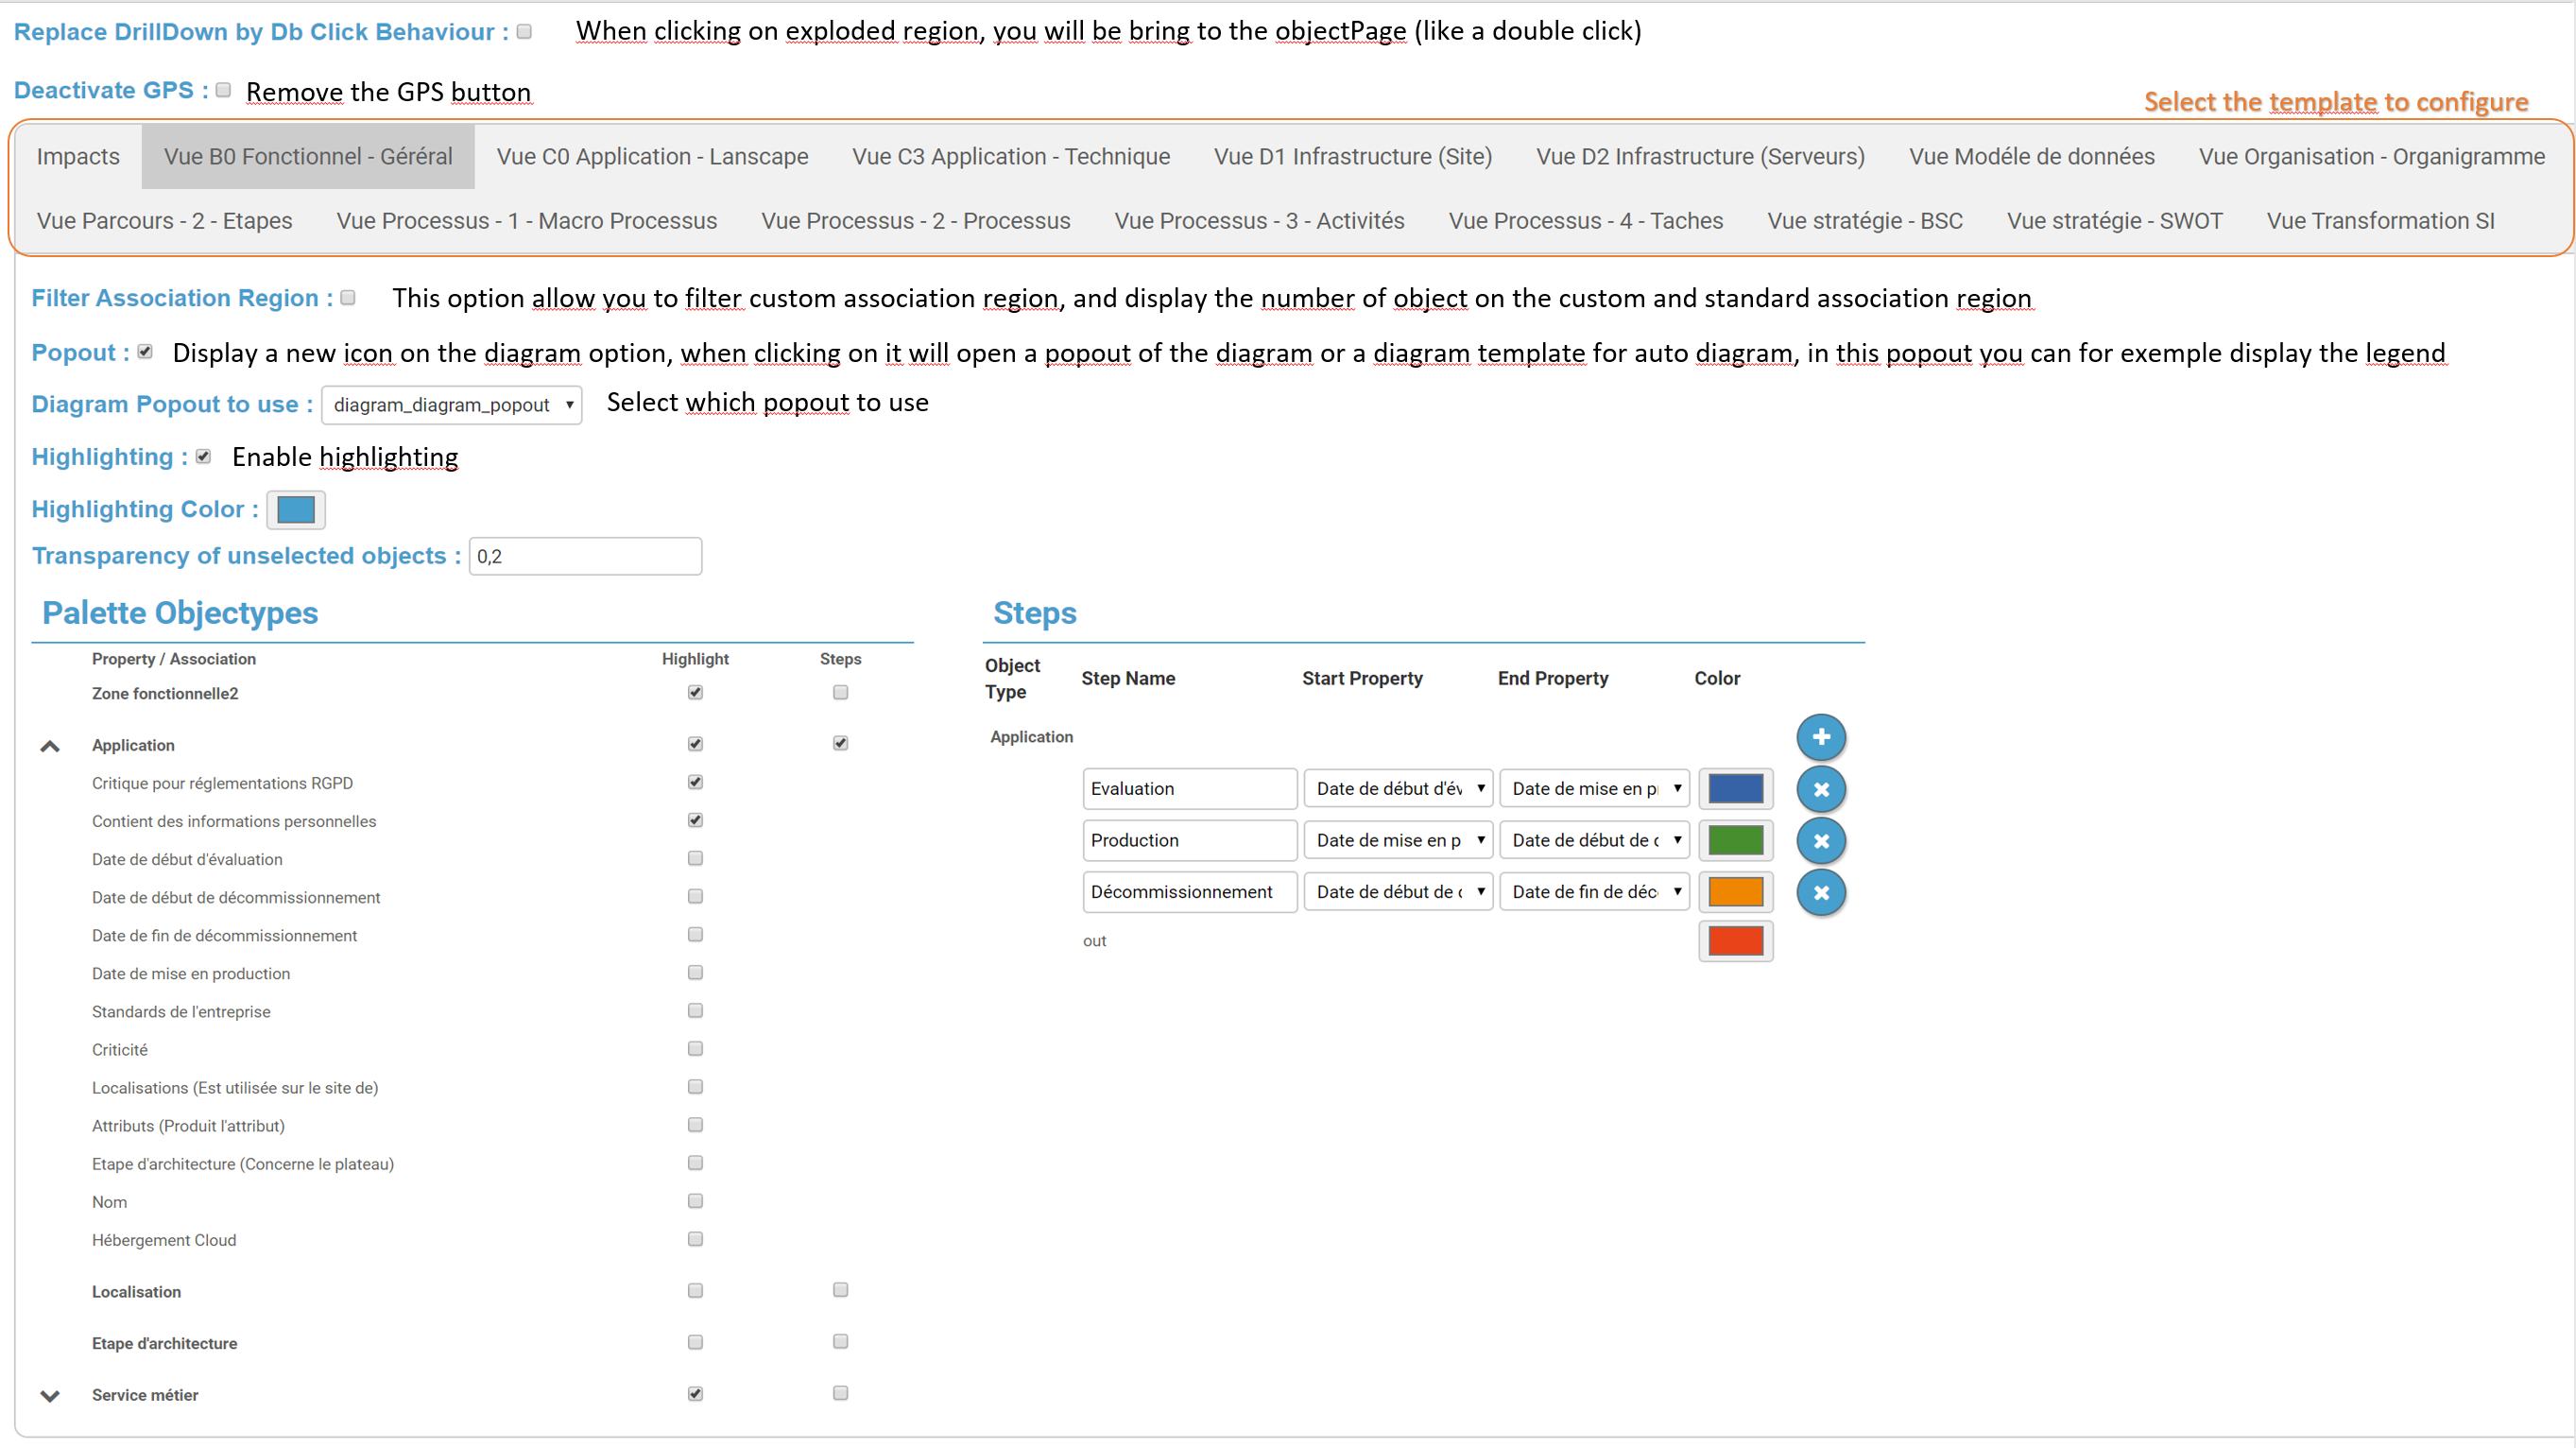 Replace DrillDown by Db Click Behaviour : When clicking on exploded region, you will be bring to the objectPage (like a double click)
Deactivate GPS : Remove the GPS button
Select the template to configure
Impacts Vue B0 Fonctionnel - Géréral Vue C0 Application - Lanscape Vue C3 Application - Technique Vue D1 Infrastructure (Site) Vue D2 Infrastructure (Serveurs) Vue Modéle de données Vue Organisation - Organigramme
Vue Parcours - 2 - Etapes Vue Processus - 1 - Macro Processus Vue Processus - 2 - Processus Vue Processus - 3 - Activités Vue Processus - 4 - Taches Vue stratégie - BSC Vue stratégie - SWOT Vue Transformation SI
Filter Association Region : This option allow you to filter custom association region, and display the number of object on the custom and standard association region
Popout : Display a new icon on the diagram option, when clicking on it will open a popout of the diagram or a diagram template for auto diagram, in this popout you can for exemple display the legend
Diagram Popout to use : diagram_diagram_popout Select which popout to use
Highlighting : Enable highlighting
Highlighting Color :
Transparency of unselected objects : 0,2
Palette Objectypes
Property / Association Highlight Steps
Zone fonctionnelle2
Application
Critique pour réglementations RGPD
Contient des informations personnelles
Date de début d'évaluation
Date de début de décommissionnement
Date de fin de décommissionnement
Date de mise en production
Standards de l'entreprise
Criticité
Localisations (Est utilisée sur le site de)
Attributs (Produit l'attribut)
Etape d'architecture (Concerne le plateau)
Nom
Hébergement Cloud
Localisation
Etape d'architecture
Service métier
Steps
Object Type Step Name Start Property End Property Color
Application
Evaluation Date de début d'év Date de mise en p
Production Date de mise en p Date de début de
Décommissionnement Date de début de Date de fin de déc
out